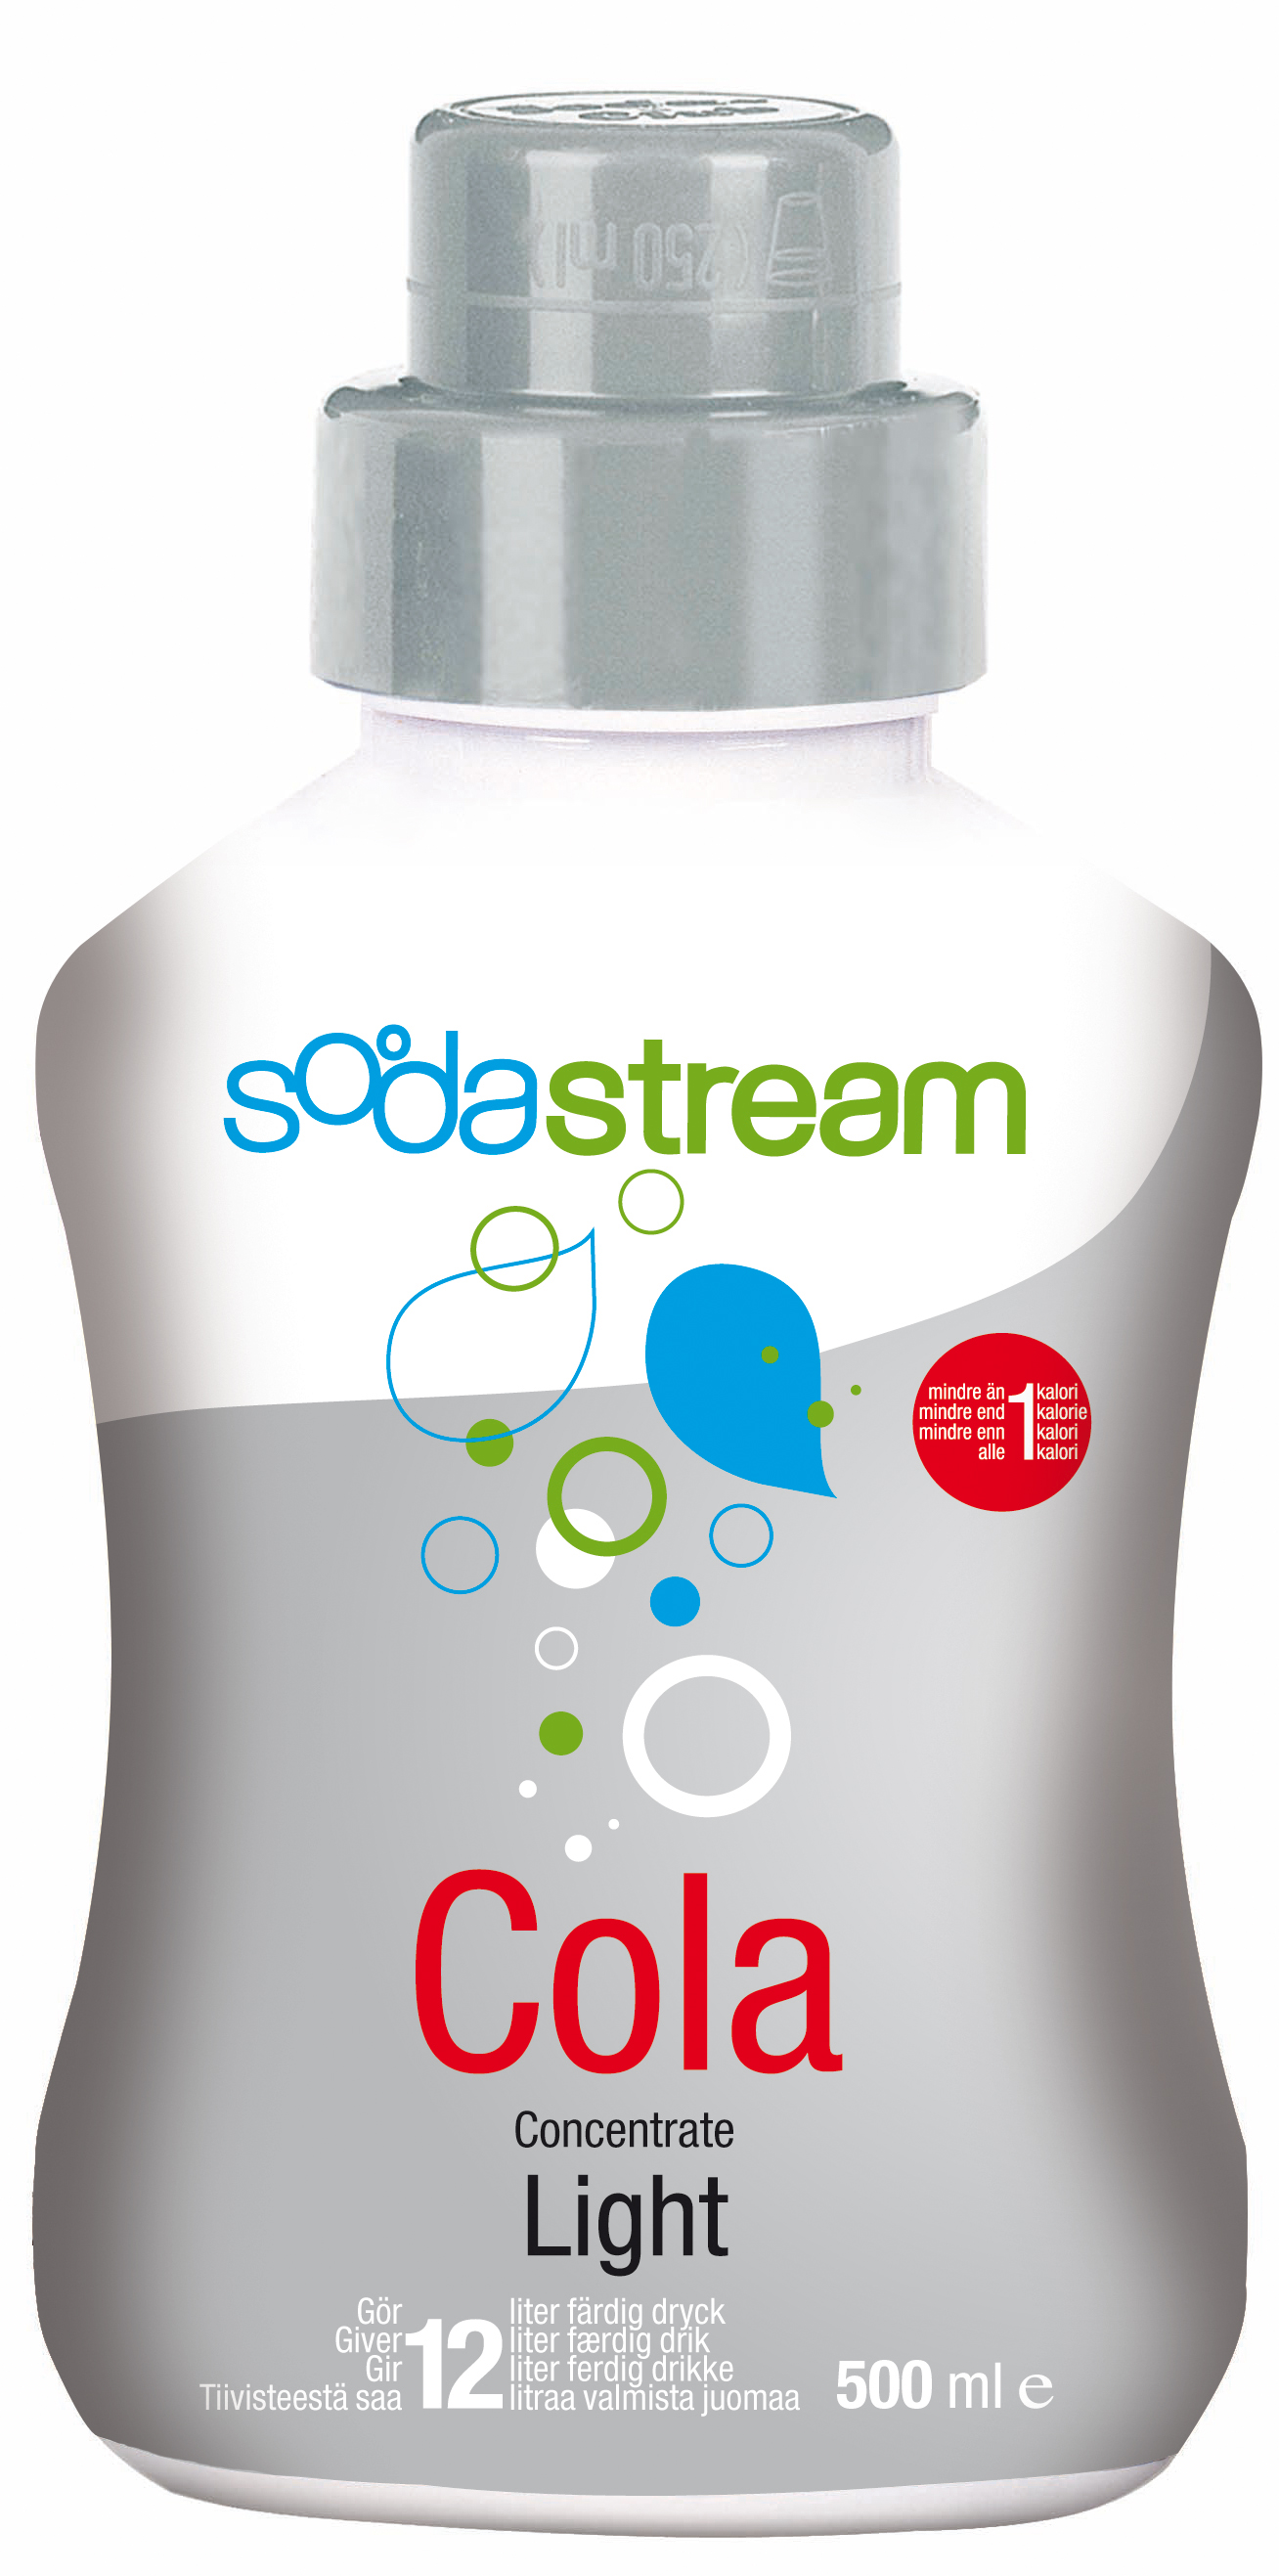 (250 ml)
sodastream
mindre än 1 kalori
mindre end kalorie
mindre enn kalori
alle kalori
Cola
Concentrate
Light
Gör 12 liter färdig dryck
Giver liter færdig drik
Gir liter ferdig drikke
Tiivisteestä saa litraa valmista juomaa
500 ml e